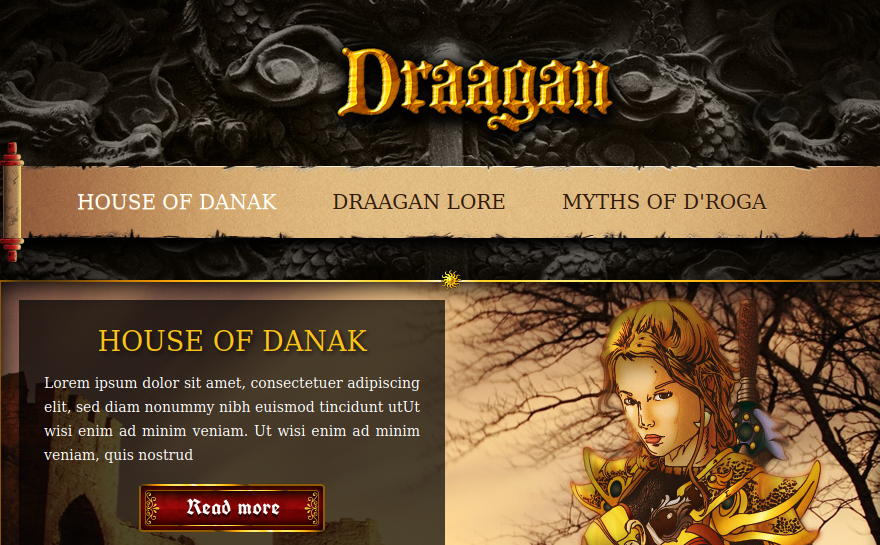 Draagan
HOUSE OF DANAK DRAAGAN LORE MYTHS OF D'ROGA
HOUSE OF DANAK
Lorem ipsum dolor sit amet, consectetuer adipiscing
elit, sed diam nonummy nibh euismod tincidunt utUt
wisi enim ad minim veniam. Ut wisi enim ad minim
veniam, quis nostrud
Read more